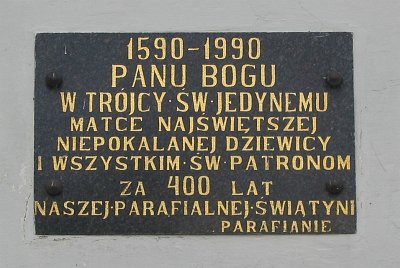 1590-1990
PANU BOGU
W TRÓJCY ŚW. JEDYNEMU
MATCE NAJŚWIĘTSZEJ
NIEPOKALANEJ DZIEWICY
I WSZYSTKIM ŚW. PATRONOM
ZA 400 LAT
NASZEJ·PARAFIALNEJ·ŚWIĄTYNI
PARAFIANIE